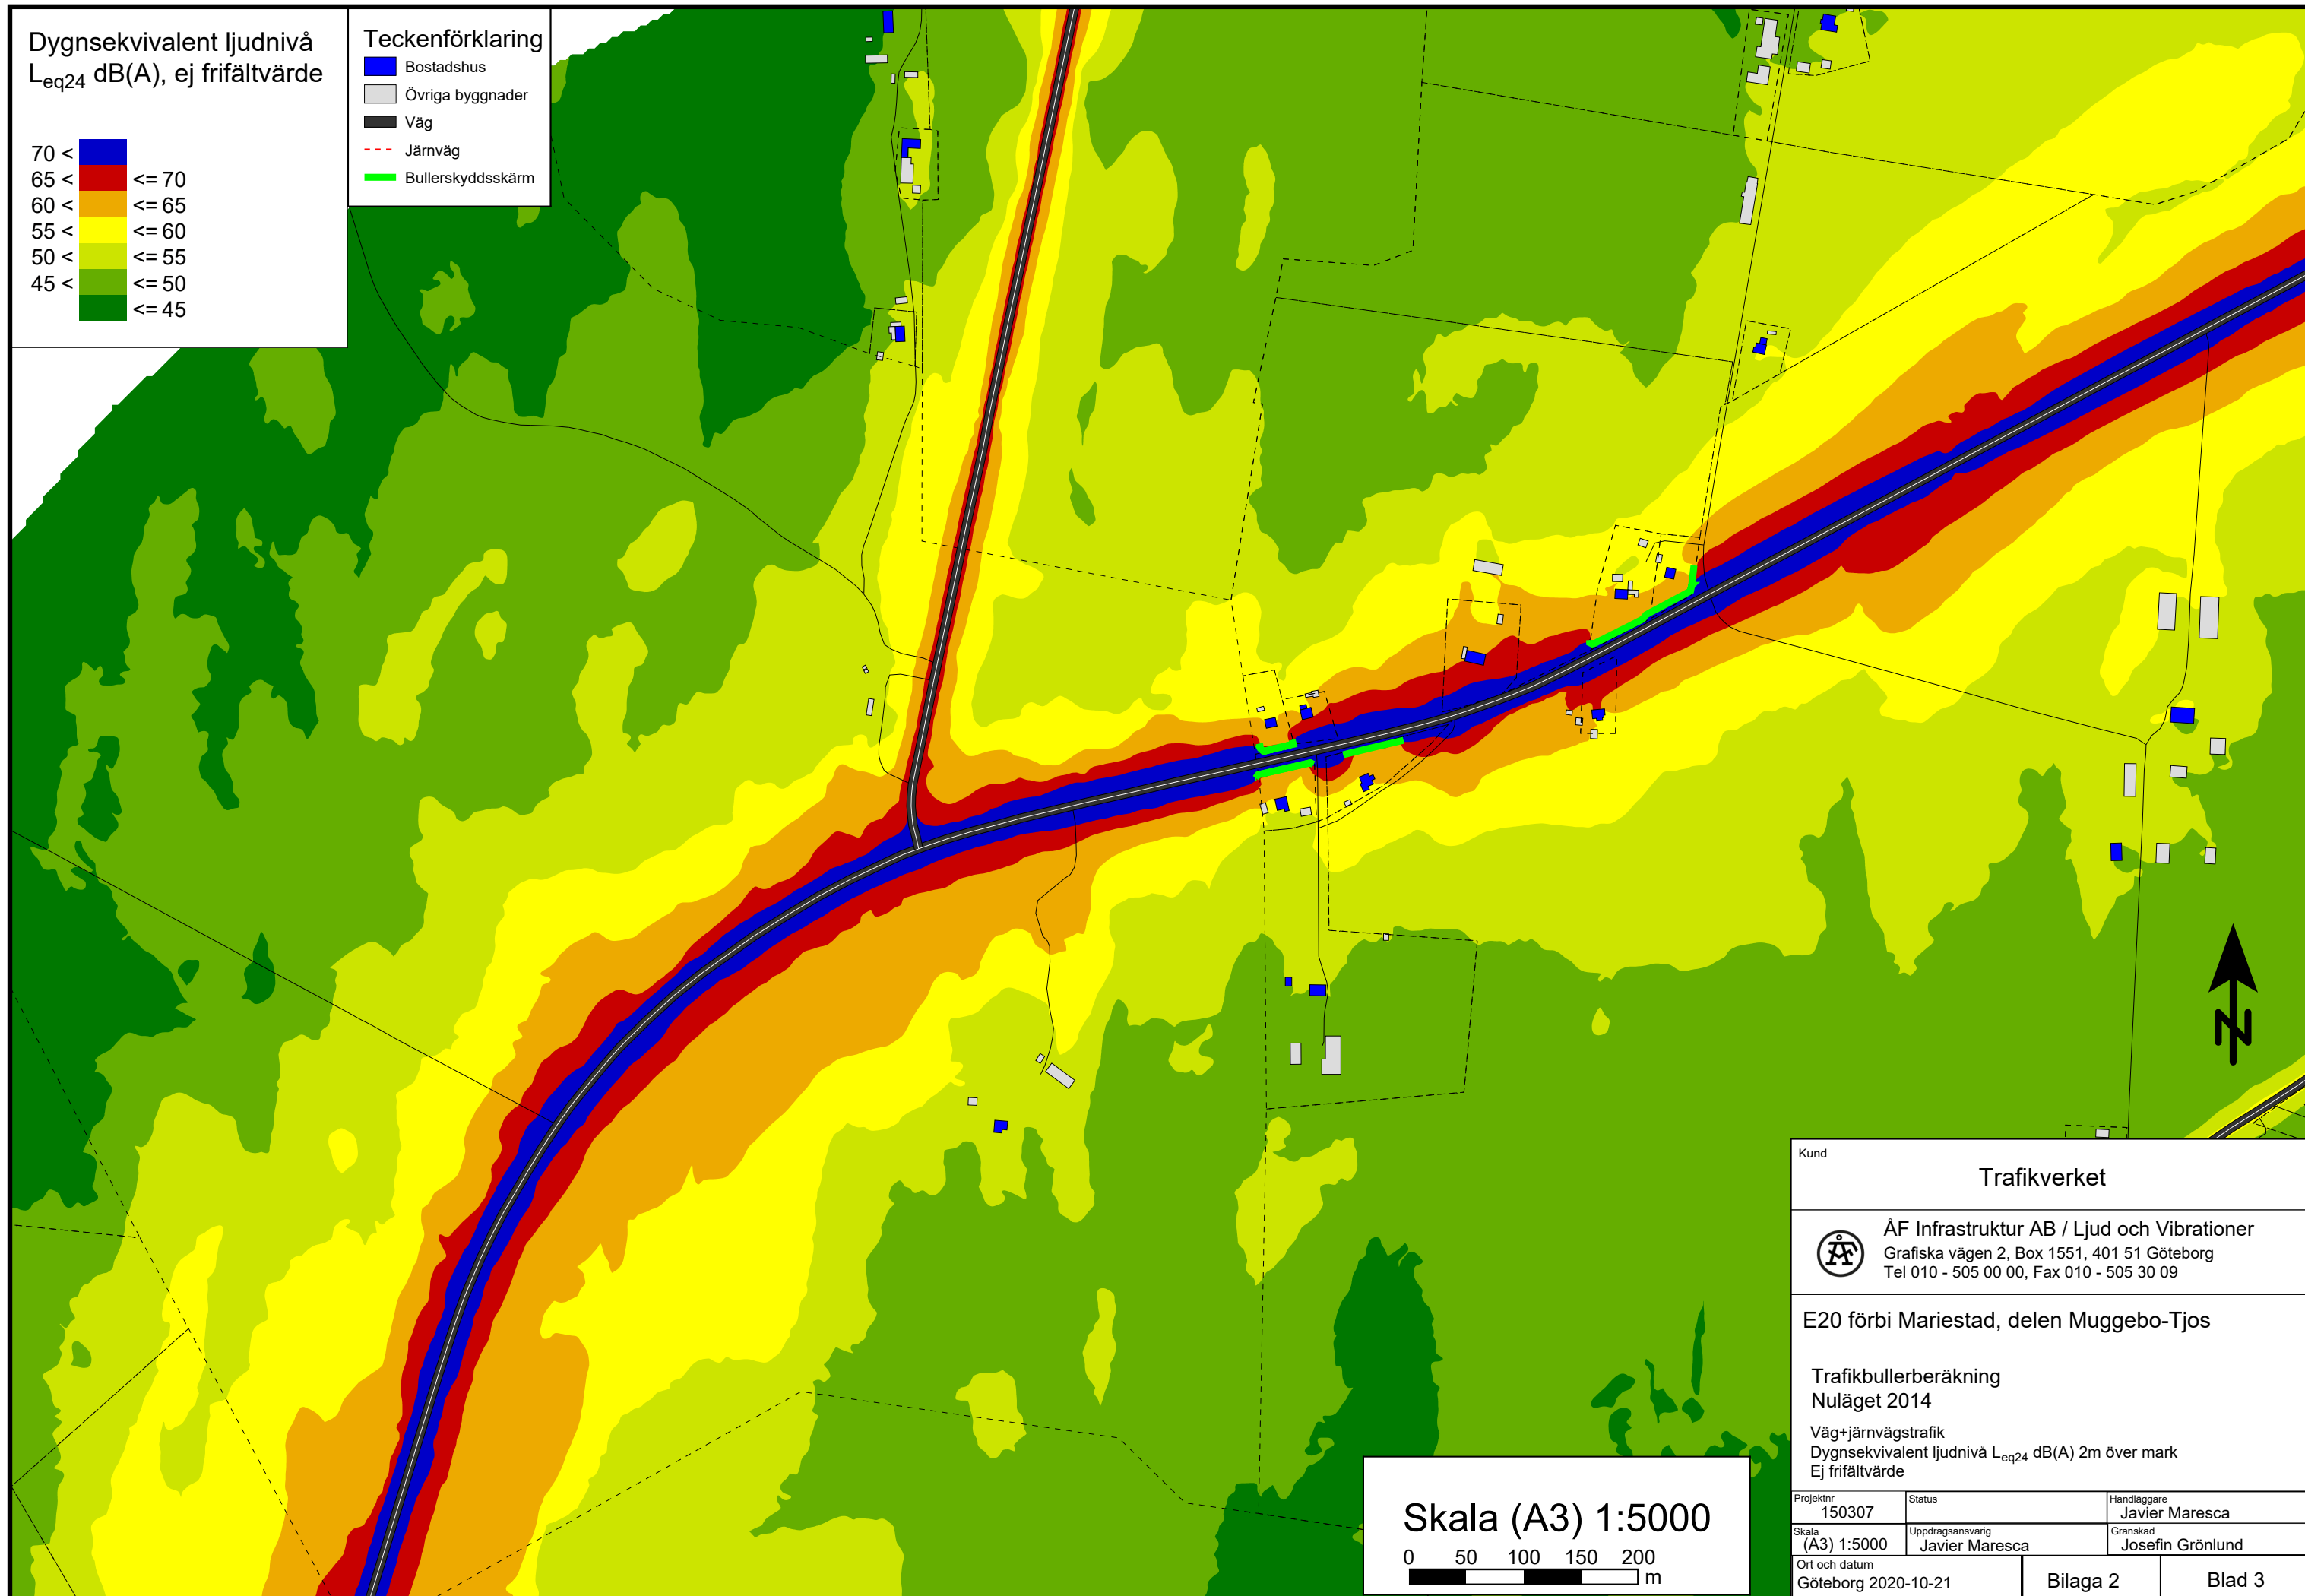 Dygnsekvivalent ljudnivå
Leq24 dB(A), ej frifältvärde
70 <
65 < <= 70
60 < <= 65
55 < <= 60
50 < <= 55
45 < <= 50
<= 45
Teckenförklaring
Bostadshus
Övriga byggnader
Väg
Järnväg
Bullerskyddsskärm
N
Skala (A3) 1:5000
0 50 100 150 200
m
Kund
Trafikverket
ÅF
ÅF Infrastruktur AB / Ljud och Vibrationer
Grafiska vägen 2, Box 1551, 401 51 Göteborg
Tel 010 - 505 00 00, Fax 010 - 505 30 09
E20 förbi Mariestad, delen Muggebo-Tjos
Trafikbullerberäkning
Nuläget 2014
Väg+järnvägstrafik
Dygnsekvivalent ljudnivå Leq24 dB(A) 2m över mark
Ej frifältvärde
Projektnr
150307
Status
Handläggare
Javier Maresca
Skala
(A3) 1:5000
Uppdragsansvarig
Javier Maresca
Granskad
Josefin Grönlund
Ort och datum
Göteborg 2020-10-21
Bilaga 2
Blad 3